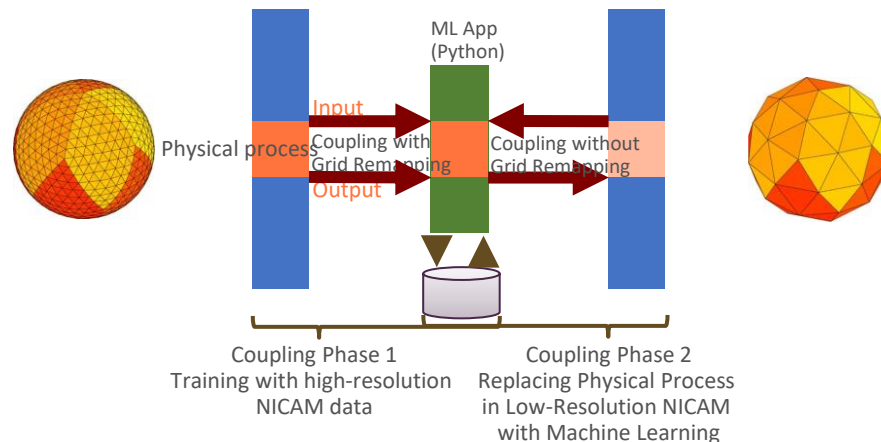 ML App
(Python)
Input
Physical process
Coupling with
Grid Remapping
Coupling without
Grid Remapping
Output
Coupling Phase 1
Training with high-resolution
NICAM data
Coupling Phase 2
Replacing Physical Process
in Low-Resolution NICAM
with Machine Learning